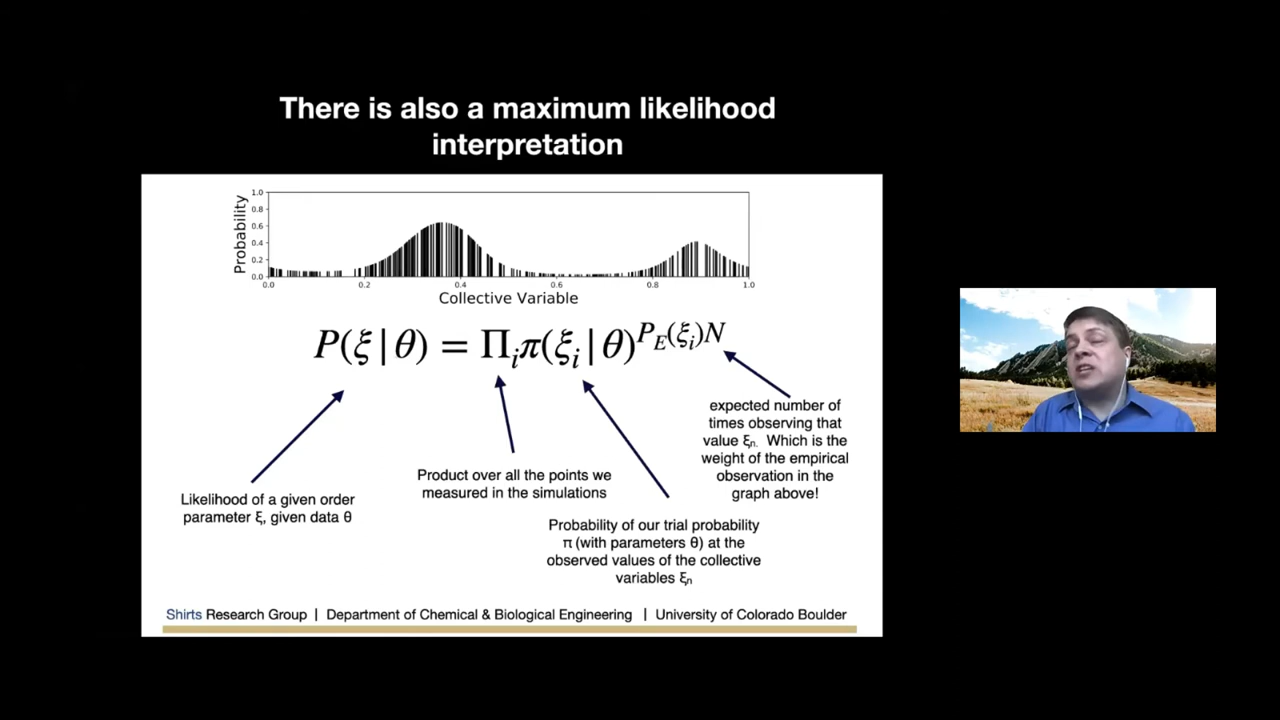 There is also a maximum likelihood
interpretation
Probability
1.0
0.8
0.6
0.4
0.2
0.0
0.0 0.2 0.4 0.6 0.8 1.0
Collective Variable
P(ξ|θ) = Πᵢπ(ξᵢ|θ)^{P_E(ξᵢ)N}
expected number of
times observing that
value ξₙ. Which is the
weight of the empirical
observation in the
graph above!
Product over all the points we
measured in the simulations
Likelihood of a given order
parameter ξ, given data θ
Probability of our trial probability
π (with parameters θ) at the
observed values of the collective
variables ξₙ
Shirts Research Group | Department of Chemical & Biological Engineering | University of Colorado Boulder